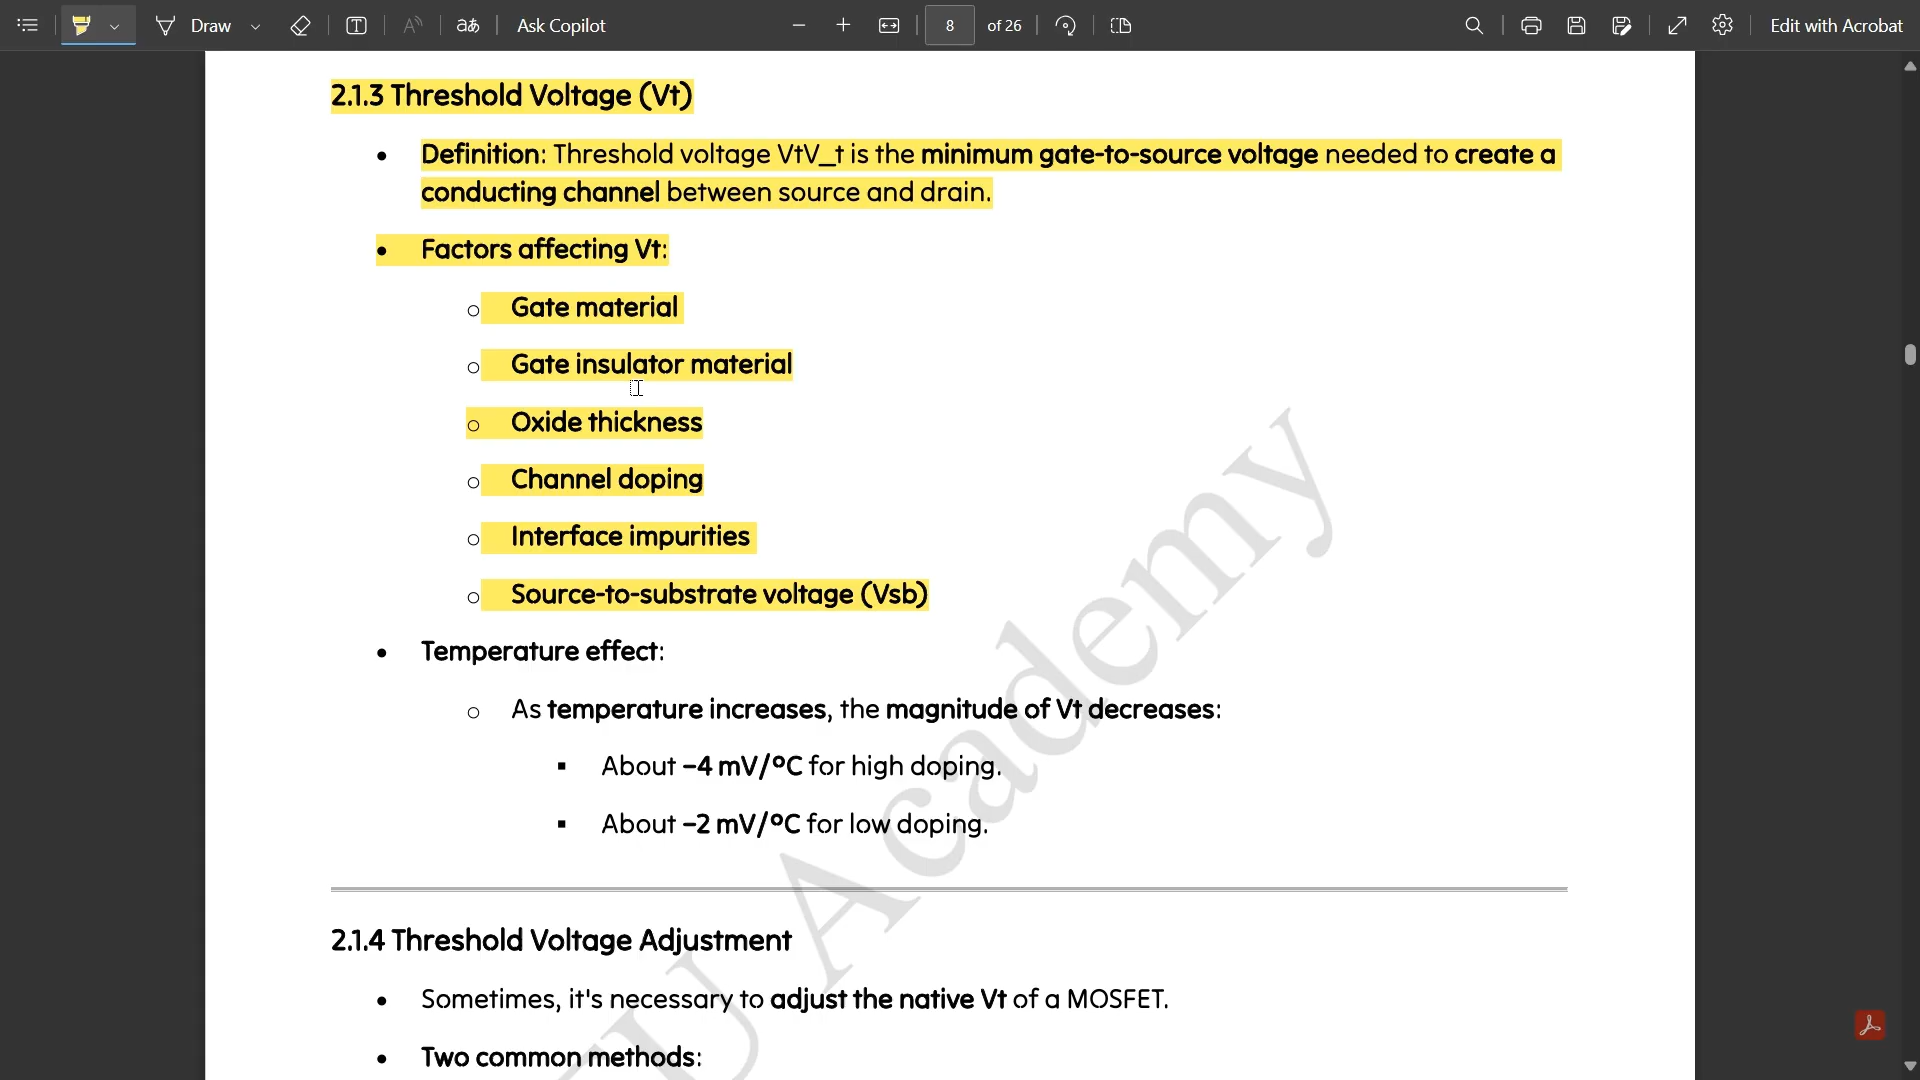 Draw
aあ
Ask Copilot
8 of 26
Edit with Acrobat
2.1.3 Threshold Voltage (Vt)
• Definition: Threshold voltage VtV_t is the minimum gate-to-source voltage needed to create a
conducting channel between source and drain.
• Factors affecting Vt:
○ Gate material
○ Gate insulator material
○ Oxide thickness
○ Channel doping
○ Interface impurities
○ Source-to-substrate voltage (Vsb)
• Temperature effect:
○ As temperature increases, the magnitude of Vt decreases:
▪ About −4 mV/°C for high doping.
▪ About −2 mV/°C for low doping.
2.1.4 Threshold Voltage Adjustment
• Sometimes, it's necessary to adjust the native Vt of a MOSFET.
• Two common methods:
U Academy